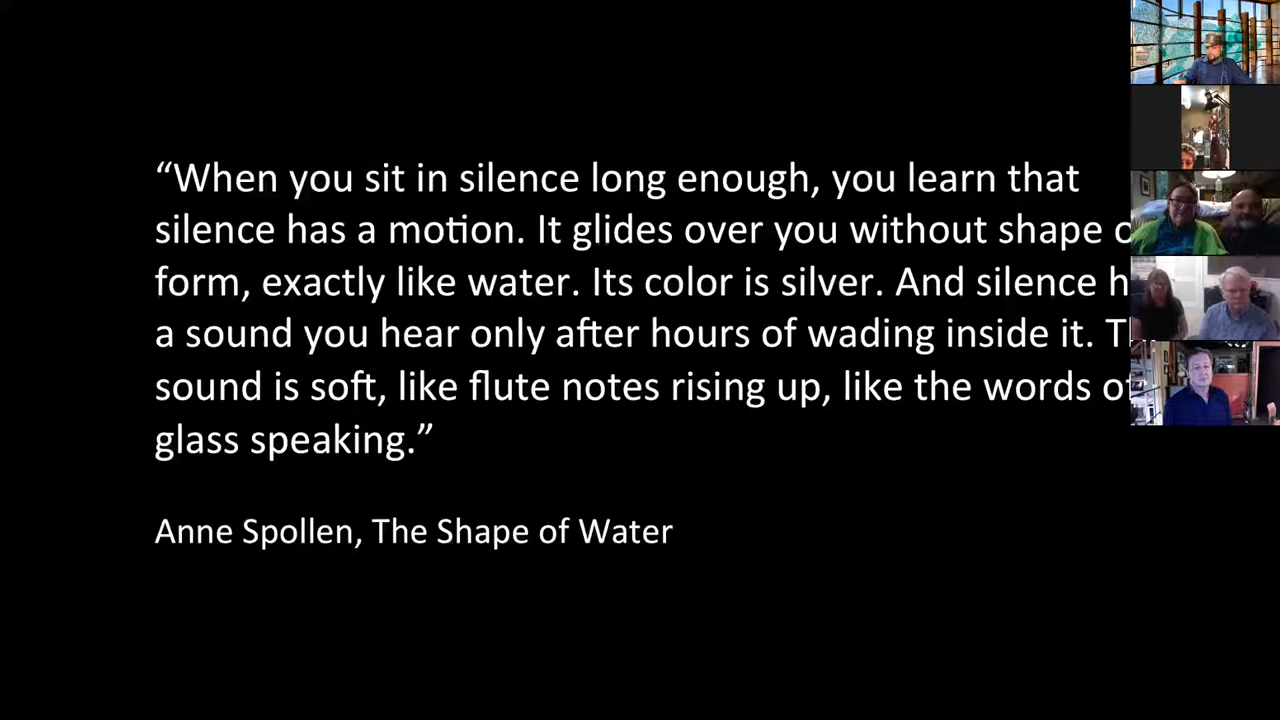 “When you sit in silence long enough, you learn that
silence has a motion. It glides over you without shape
form, exactly like water. Its color is silver. And silence
a sound you hear only after hours of wading inside it.
sound is soft, like flute notes rising up, like the words of
glass speaking.”
Anne Spollen, The Shape of Water